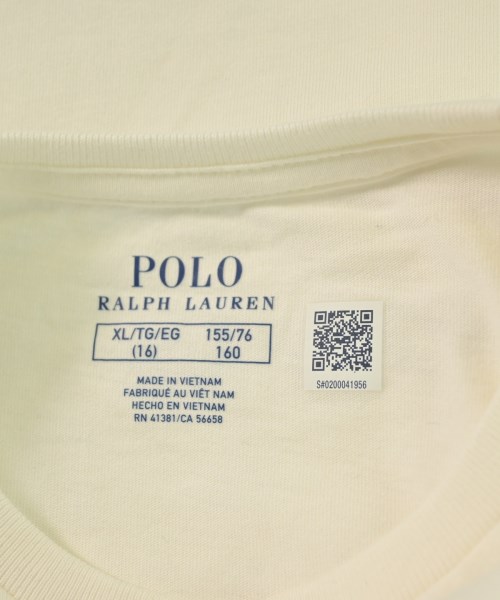 POLO
RALPH LAUREN
XL/TG/EG 155/76
(16) 160
MADE IN VIETNAM
FABRIQUÉ AU VIÊT NAM
HECHO EN VIETNAM
RN 41381/CA 56658
S#0200041956